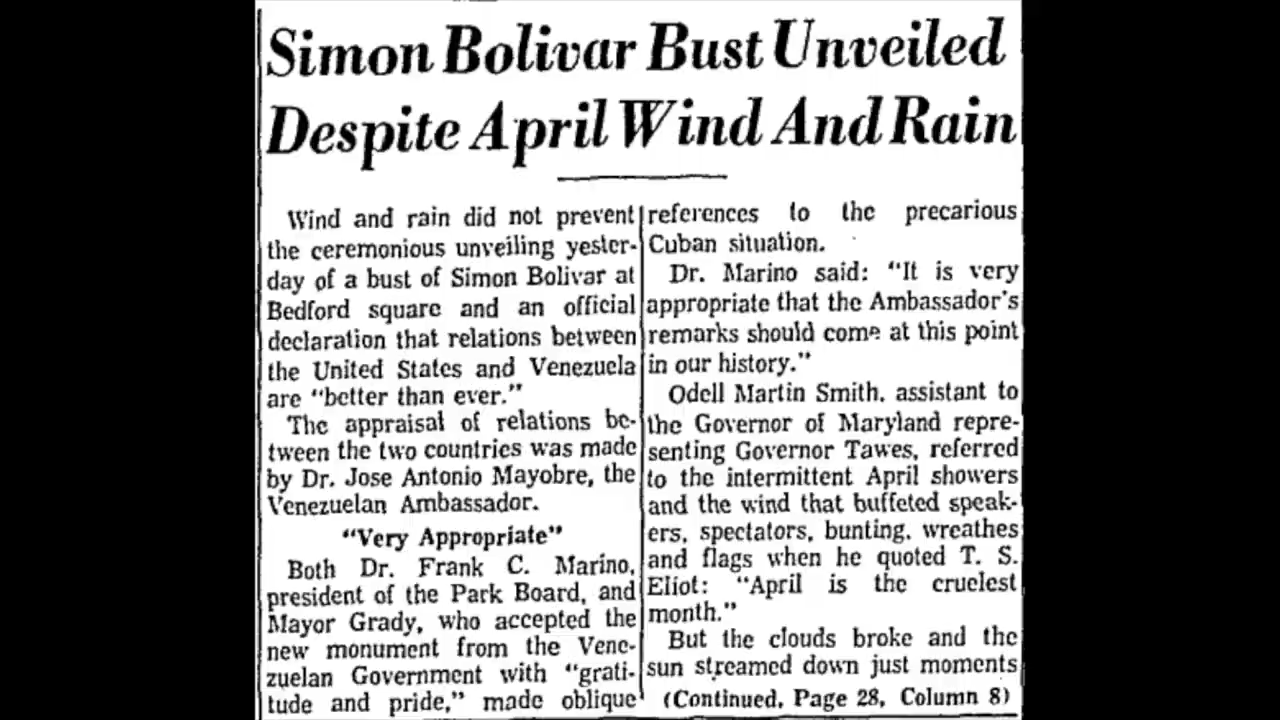 Simon Bolivar Bust Unveiled
Despite April Wind And Rain
Wind and rain did not prevent
the ceremonious unveiling yester-
day of a bust of Simon Bolivar at
Bedford square and an official
declaration that relations between
the United States and Venezuela
are "better than ever."
The appraisal of relations be-
tween the two countries was made
by Dr. Jose Antonio Mayobre, the
Venezuelan Ambassador.
"Very Appropriate"
Both Dr. Frank C. Marino,
president of the Park Board, and
Mayor Grady, who accepted the
new monument from the Vene-
zuelan Government with "grati-
tude and pride," made oblique
references to the precarious
Cuban situation.
Dr. Marino said: "It is very
appropriate that the Ambassador's
remarks should come at this point
in our history."
Odell Martin Smith, assistant to
the Governor of Maryland repre-
senting Governor Tawes, referred
to the intermittent April showers
and the wind that buffeted speak-
ers, spectators, bunting, wreathes
and flags when he quoted T. S.
Eliot: "April is the cruelest
month."
But the clouds broke and the
sun streamed down just moments
(Continued, Page 28, Column 8)